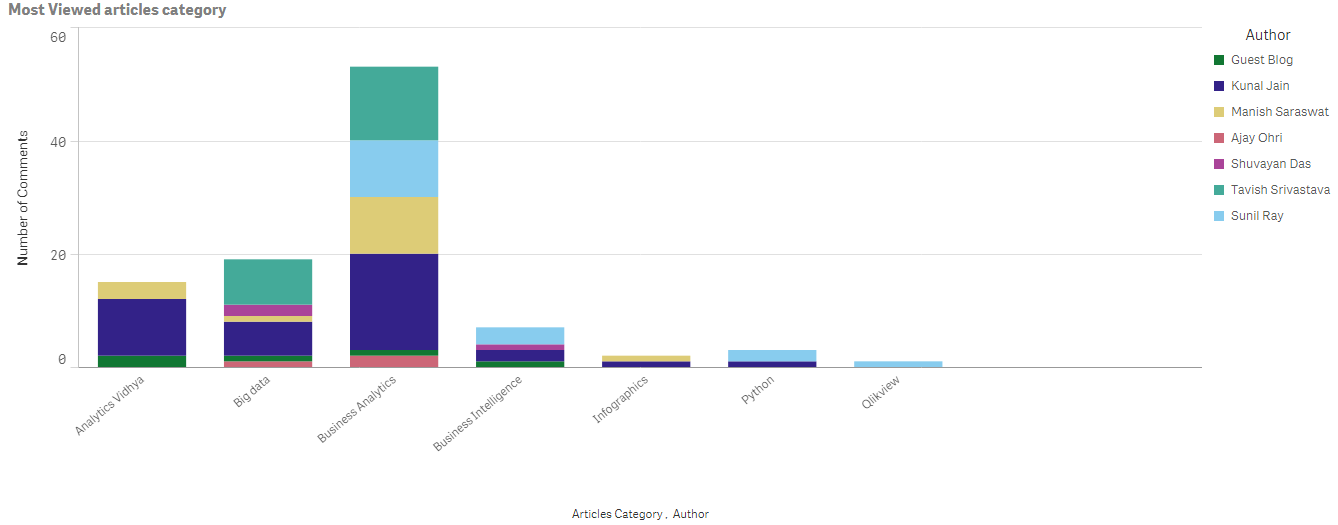 Most Viewed articles category
60
40
20
0
Number of Comments
Analytics Vidhya
Big data
Business Analytics
Business Intelligence
Infographics
Python
Qlikview
Articles Category , Author
Author
Guest Blog
Kunal Jain
Manish Saraswat
Ajay Ohri
Shuvayan Das
Tavish Srivastava
Sunil Ray